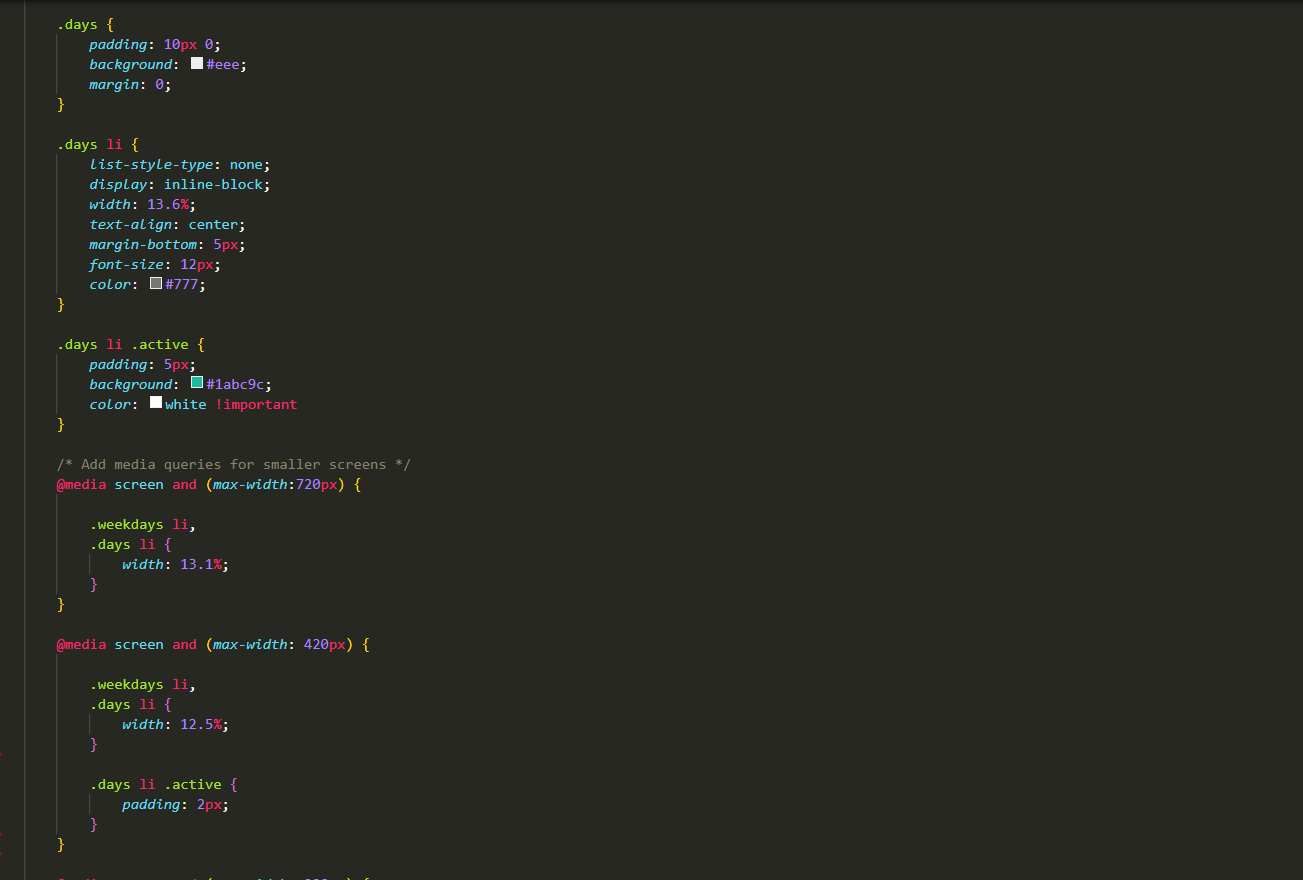 .days {
padding: 10px 0;
background: #eee;
margin: 0;
}
.days li {
list-style-type: none;
display: inline-block;
width: 13.6%;
text-align: center;
margin-bottom: 5px;
font-size: 12px;
color: #777;
}
.days li .active {
padding: 5px;
background: #1abc9c;
color: white !important
}
/* Add media queries for smaller screens */
@media screen and (max-width:720px) {
.weekdays li,
.days li {
width: 13.1%;
}
}
@media screen and (max-width: 420px) {
.weekdays li,
.days li {
width: 12.5%;
}
.days li .active {
padding: 2px;
}
}